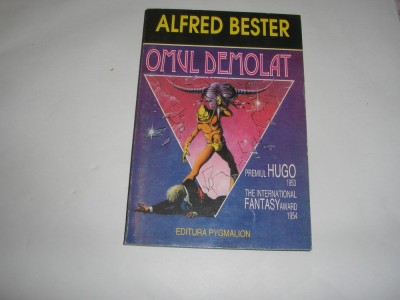 ALFRED BESTER
OMUL DEMOLAT
PREMIUL HUGO
1953
THE INTERNATIONAL
FANTASY AWARD
1954
EDITURA PYGMALION